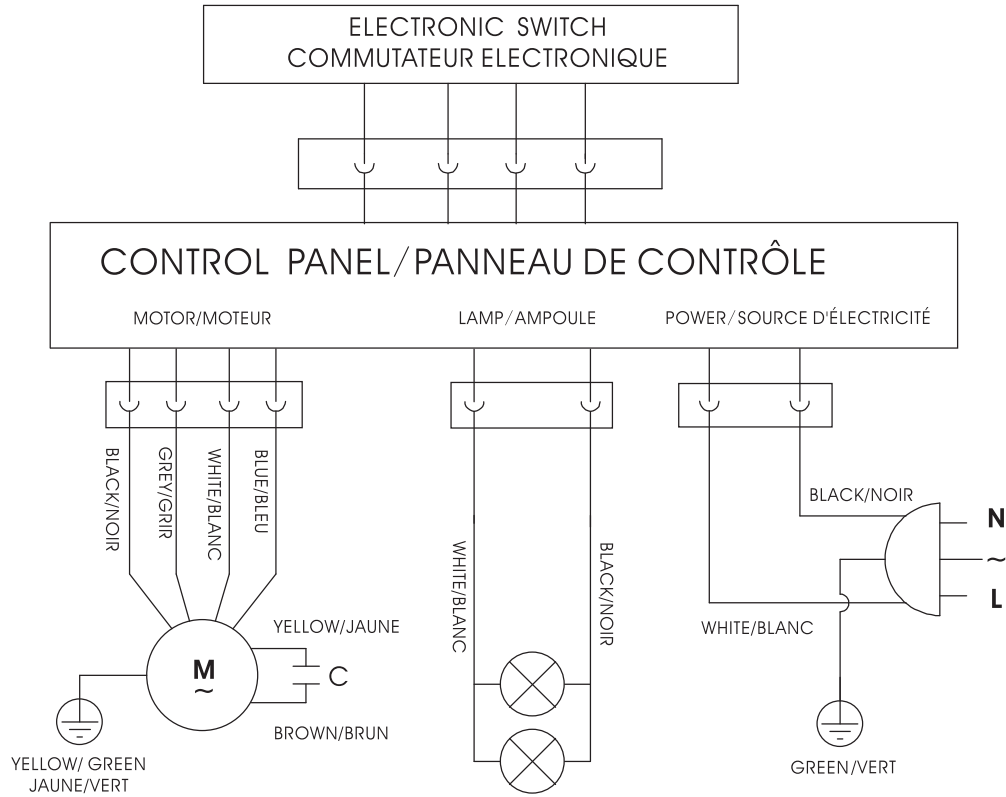 ELECTRONIC SWITCH
COMMUTATEUR ELECTRONIQUE
CONTROL PANEL/PANNEAU DE CONTRÔLE
MOTOR/MOTEUR
LAMP/AMPOULE
POWER/SOURCE D'ÉLECTRICITÉ
BLACK/NOIR
GREY/GRIR
WHITE/BLANC
BLUE/BLEU
WHITE/BLANC
BLACK/NOIR
BLACK/NOIR
N
~
L
WHITE/BLANC
YELLOW/JAUNE
M
~
C
BROWN/BRUN
YELLOW/ GREEN
JAUNE/VERT
GREEN/VERT